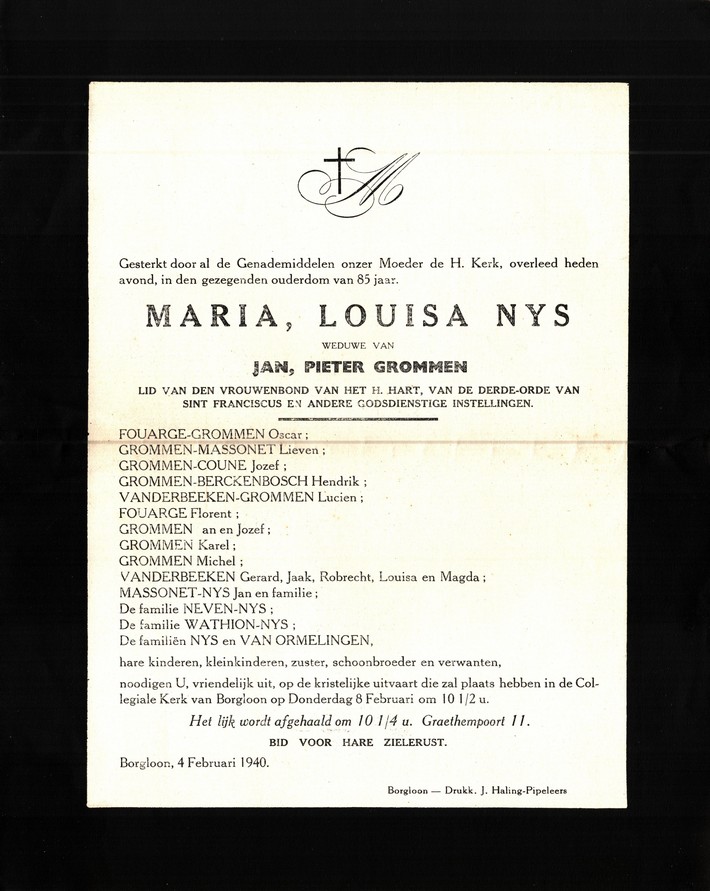 M
Gesterkt door al de Genademiddelen onzer Moeder de H. Kerk, overleed heden
avond, in den gezegenden ouderdom van 85 jaar.
MARIA, LOUISA NYS
WEDUWE VAN
JAN, PIETER GROMMEN
LID VAN DEN VROUWENBOND VAN HET H. HART, VAN DE DERDE-ORDE VAN
SINT FRANCISCUS EN ANDERE GODSDIENSTIGE INSTELLINGEN.
FOUARGE-GROMMEN Oscar ;
GROMMEN-MASSONET Lieven ;
GROMMEN-COUNE Jozef ;
GROMMEN-BERCKENBOSCH Hendrik ;
VANDERBEEKEN-GROMMEN Lucien ;
FOUARGE Florent ;
GROMMEN an en Jozef ;
GROMMEN Karel ;
GROMMEN Michel ;
VANDERBEEKEN Gerard, Jaak, Robrecht, Louisa en Magda ;
MASSONET-NYS Jan en familie ;
De familie NEVEN-NYS ;
De familie WATHION-NYS ;
De familiën NYS en VAN ORMELINGEN,
hare kinderen, kleinkinderen, zuster, schoonbroeder en verwanten,
noodigen U, vriendelijk uit, op de kristelijke uitvaart die zal plaats hebben in de Col-
legiale Kerk van Borgloon op Donderdag 8 Februari om 10 1/2 u.
Het lijk wordt afgehaald om 10 1/4 u. Graethempoort 11.
BID VOOR HARE ZIELERUST.
Borgloon, 4 Februari 1940.
Borgloon — Drukk. J. Haling-Pipeleers